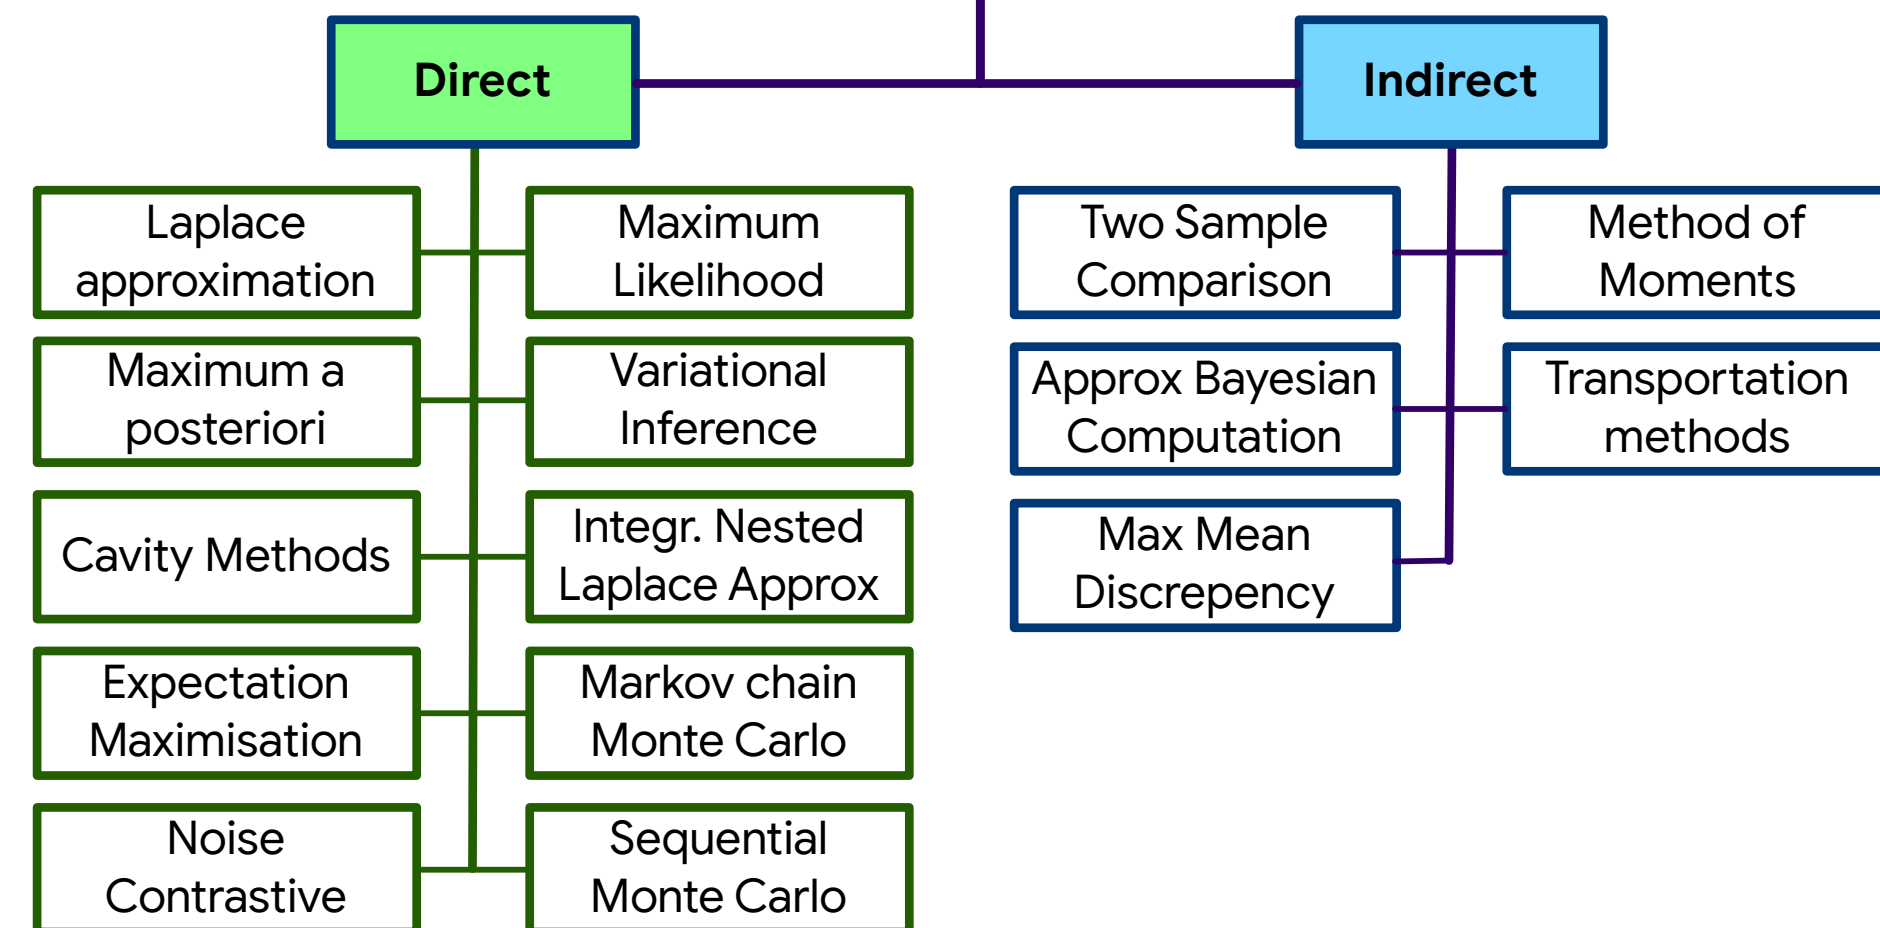 Direct
Indirect
Laplace
approximation
Maximum
Likelihood
Two Sample
Comparison
Method of
Moments
Maximum a
posteriori
Variational
Inference
Approx Bayesian
Computation
Transportation
methods
Cavity Methods
Integr. Nested
Laplace Approx
Max Mean
Discrepency
Expectation
Maximisation
Markov chain
Monte Carlo
Noise
Contrastive
Sequential
Monte Carlo